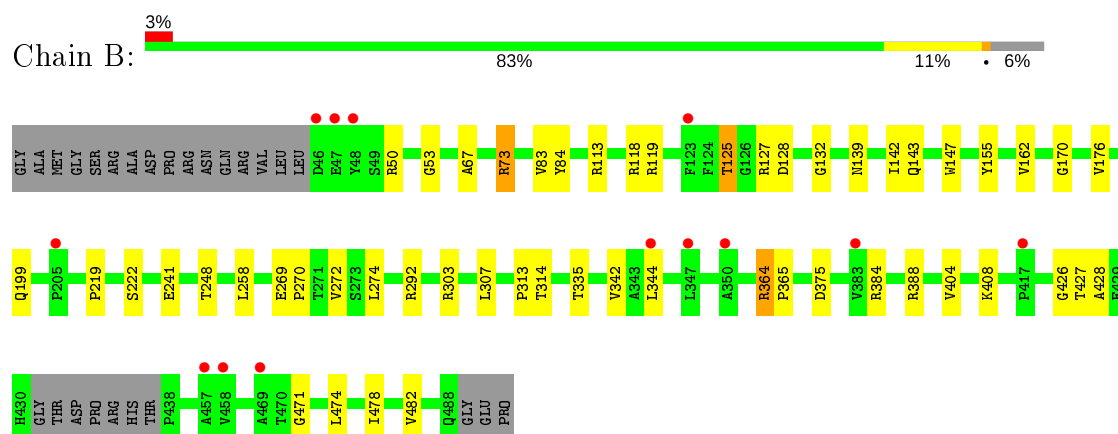 3%
Chain B:
83% 11% • 6%
GLY ALA MET GLY SER ARG ALA ASP PRO ARG ASN GLN ARG VAL LEU LEU D46 E47 Y48 S49 R50 G53 A67 R73 V83 Y84 R113 R118 R119 F123 F124 T125 G126 R127 D128 G132 N139 I142 Q143 W147 Y155 V162 G170 V176
Q199 P205 P219 S222 E241 T248 L258 E269 P270 T271 V272 S273 L274 R292 R303 L307 P313 T314 T335 V342 A343 L344 L347 A350 R364 P365 D375 V383 R384 R388 V404 K408 P417 G426 T427 A428 E429
H430 GLY THR ASP PRO ARG HIS THR P438 A457 V458 A469 T470 G471 L474 I478 V482 Q488 GLY GLU PRO